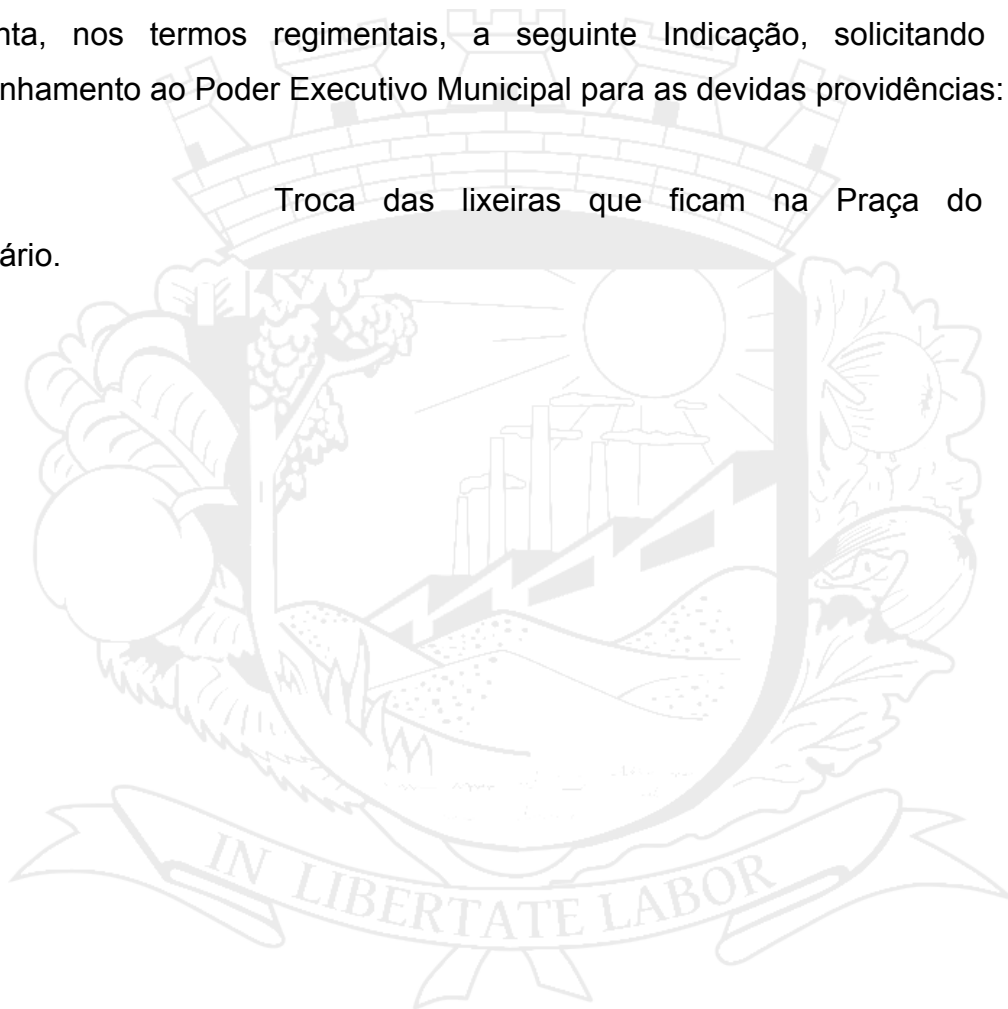 nta, nos termos regimentais, a seguinte Indicação, solicitando
nhamento ao Poder Executivo Municipal para as devidas providências:
Troca das lixeiras que ficam na Praça do
ário.
IN LIBERTATE LABOR